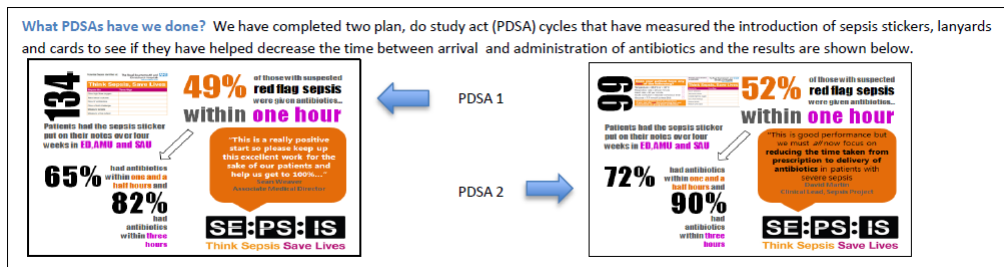 What PDSAs have we done? We have completed two plan, do study act (PDSA) cycles that have measured the introduction of sepsis stickers, lanyards
and cards to see if they have helped decrease the time between arrival and administration of antibiotics and the results are shown below.
134
Think Sepsis, Save Lives
49%
of those with suspected
red flag sepsis
were given antibiotics...
within one hour
Patients had the sepsis sticker
put on their notes over four
weeks in ED,AMU and SAU
"This is a really positive
start so please keep up
this excellent work for the
sake of our patients and
help us get to 100%..."
Sean Weaver
Associate Medical Director
65%
had antibiotics
within one and a
half hours and
82%
had
antibiotics
within three
hours
SE:PS:IS
Think Sepsis Save Lives
PDSA 1
PDSA 2
99
52%
of those with suspected
red flag sepsis
were given antibiotics...
within one hour
Patients had the sepsis sticker
put on their notes over four
weeks in ED,AMU and SAU
"This is good performance but
we must all now focus on
reducing the time taken from
prescription to delivery of
antibiotics in patients with
severe sepsis
David Martin
Clinical Lead, Sepsis Project
72%
had antibiotics
within one and a
half hours and
90%
had
antibiotics
within three
hours
SE:PS:IS
Think Sepsis Save Lives